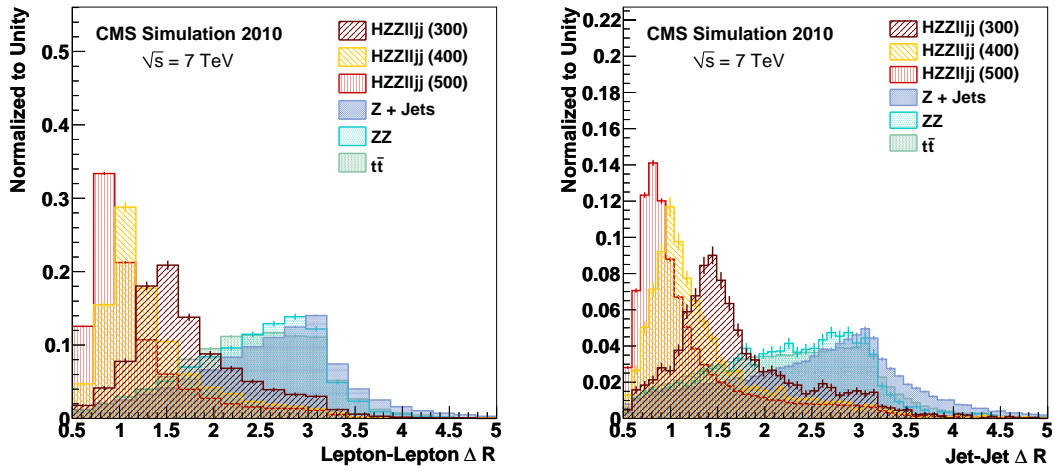 Normalized to Unity
0.5
0.4
0.3
0.2
0.1
0
CMS Simulation 2010
√s = 7 TeV
HZZlljj (300)
HZZlljj (400)
HZZlljj (500)
Z + Jets
ZZ
tt̄
0.5 1 1.5 2 2.5 3 3.5 4 4.5 5
Lepton-Lepton Δ R
Normalized to Unity
0.22
0.2
0.18
0.16
0.14
0.12
0.1
0.08
0.06
0.04
0.02
0
CMS Simulation 2010
√s = 7 TeV
HZZlljj (300)
HZZlljj (400)
HZZlljj (500)
Z + Jets
ZZ
tt̄
0.5 1 1.5 2 2.5 3 3.5 4 4.5 5
Jet-Jet Δ R